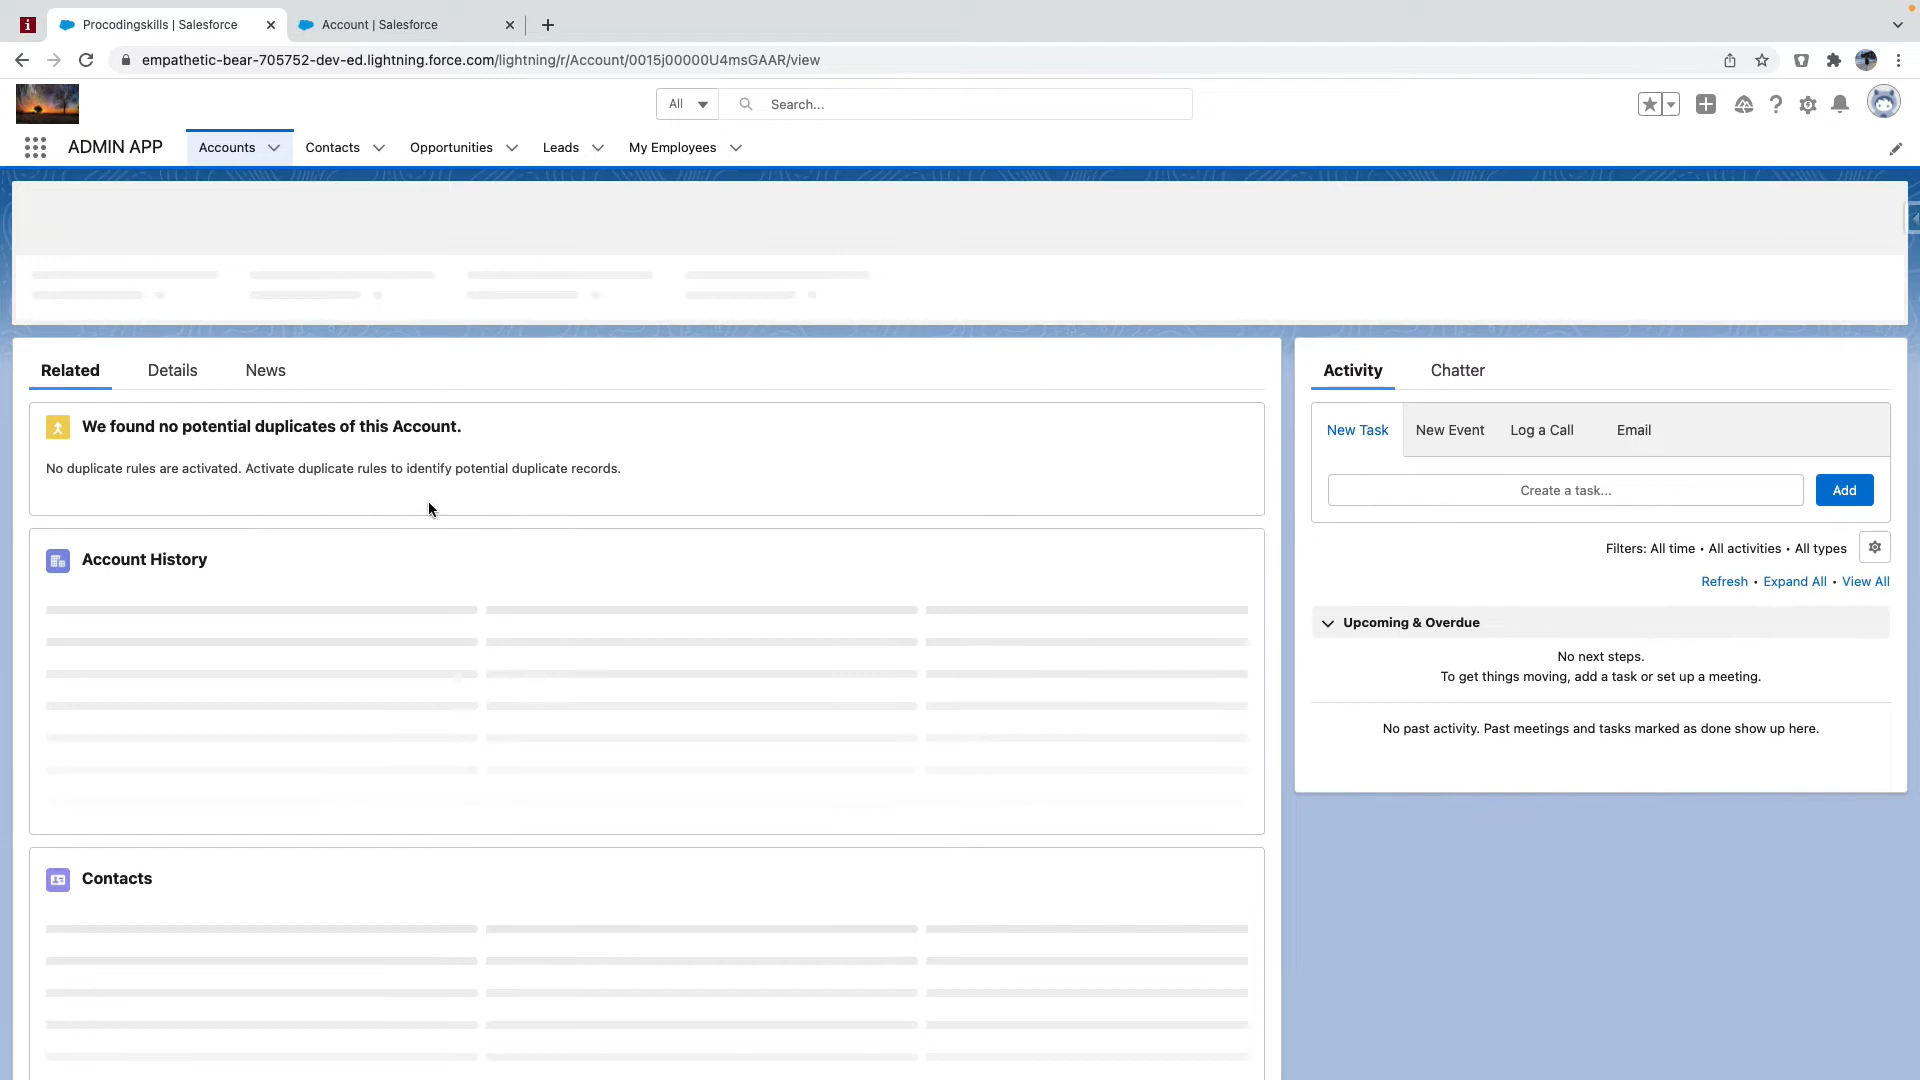 Procodingskills | Salesforce
Account | Salesforce
empathetic-bear-705752-dev-ed.lightning.force.com/lightning/r/Account/0015j00000U4msGAAR/view
All
Search...
ADMIN APP
Accounts
Contacts
Opportunities
Leads
My Employees
Related
Details
News
We found no potential duplicates of this Account.
No duplicate rules are activated. Activate duplicate rules to identify potential duplicate records.
Account History
Contacts
Activity
Chatter
New Task
New Event
Log a Call
Email
Create a task...
Add
Filters: All time • All activities • All types
Refresh • Expand All • View All
Upcoming & Overdue
No next steps.
To get things moving, add a task or set up a meeting.
No past activity. Past meetings and tasks marked as done show up here.